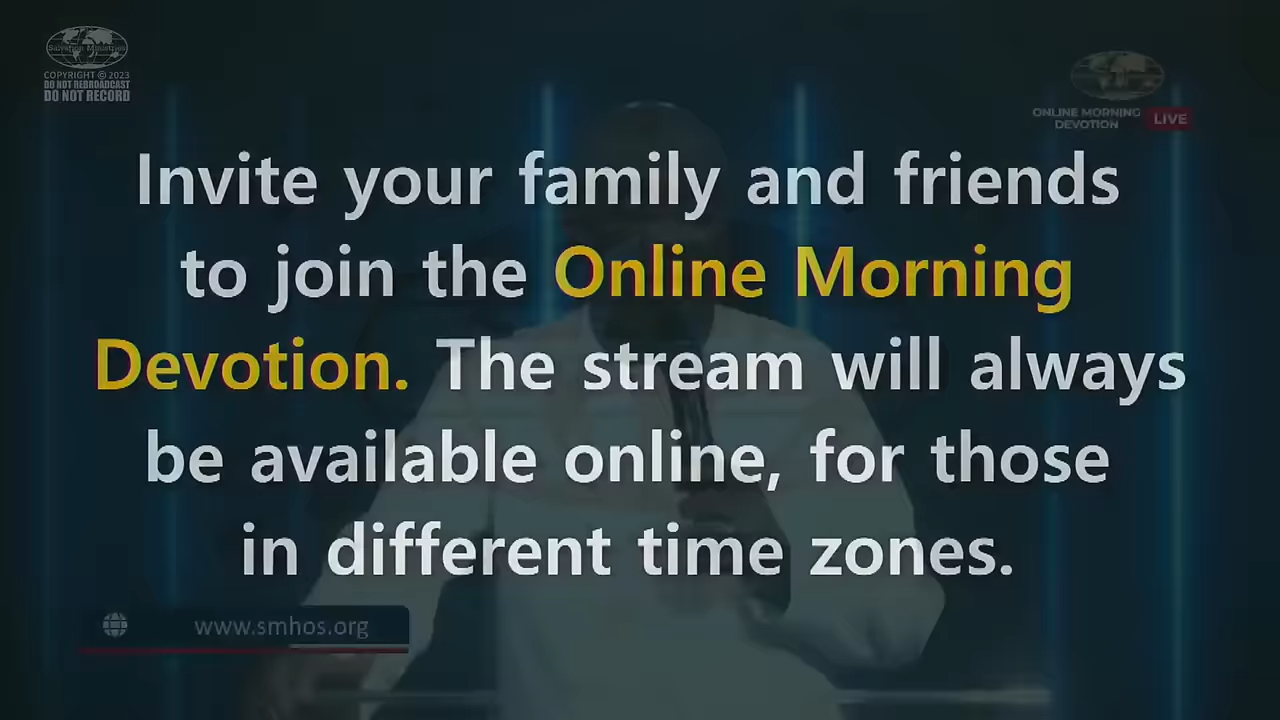 Salvation Ministries
COPYRIGHT © 2023
DO NOT REBROADCAST
DO NOT RECORD
ONLINE MORNING
DEVOTION
LIVE
Invite your family and friends
to join the Online Morning
Devotion. The stream will always
be available online, for those
in different time zones.
www.smhos.org